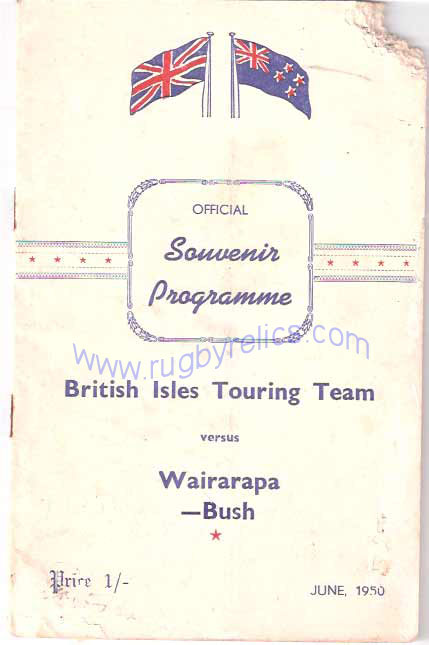 OFFICIAL
Souvenir
Programme
www.rugbyrelics.com
British Isles Touring Team
versus
Wairarapa
—Bush
Price 1/-
JUNE, 1950